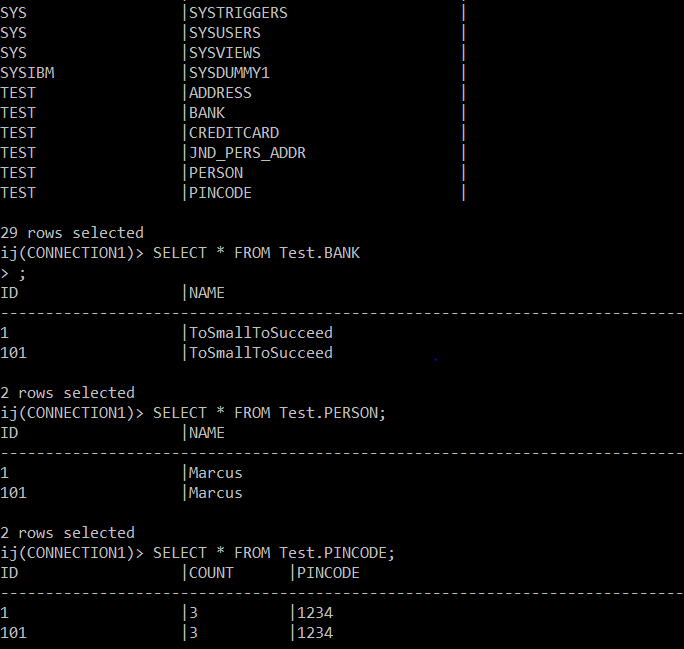 SYS |SYSTRIGGERS |
SYS |SYSUSERS |
SYS |SYSVIEWS |
SYSIBM |SYSDUMMY1 |
TEST |ADDRESS |
TEST |BANK |
TEST |CREDITCARD |
TEST |JND_PERS_ADDR |
TEST |PERSON |
TEST |PINCODE |
29 rows selected
ij(CONNECTION1)> SELECT * FROM Test.BANK
> ;
ID |NAME
----------------------------------------------------------------------------
1 |ToSmallToSucceed
101 |ToSmallToSucceed
2 rows selected
ij(CONNECTION1)> SELECT * FROM Test.PERSON;
ID |NAME
----------------------------------------------------------------------------
1 |Marcus
101 |Marcus
2 rows selected
ij(CONNECTION1)> SELECT * FROM Test.PINCODE;
ID |COUNT |PINCODE
----------------------------------------------------------------------------
1 |3 |1234
101 |3 |1234